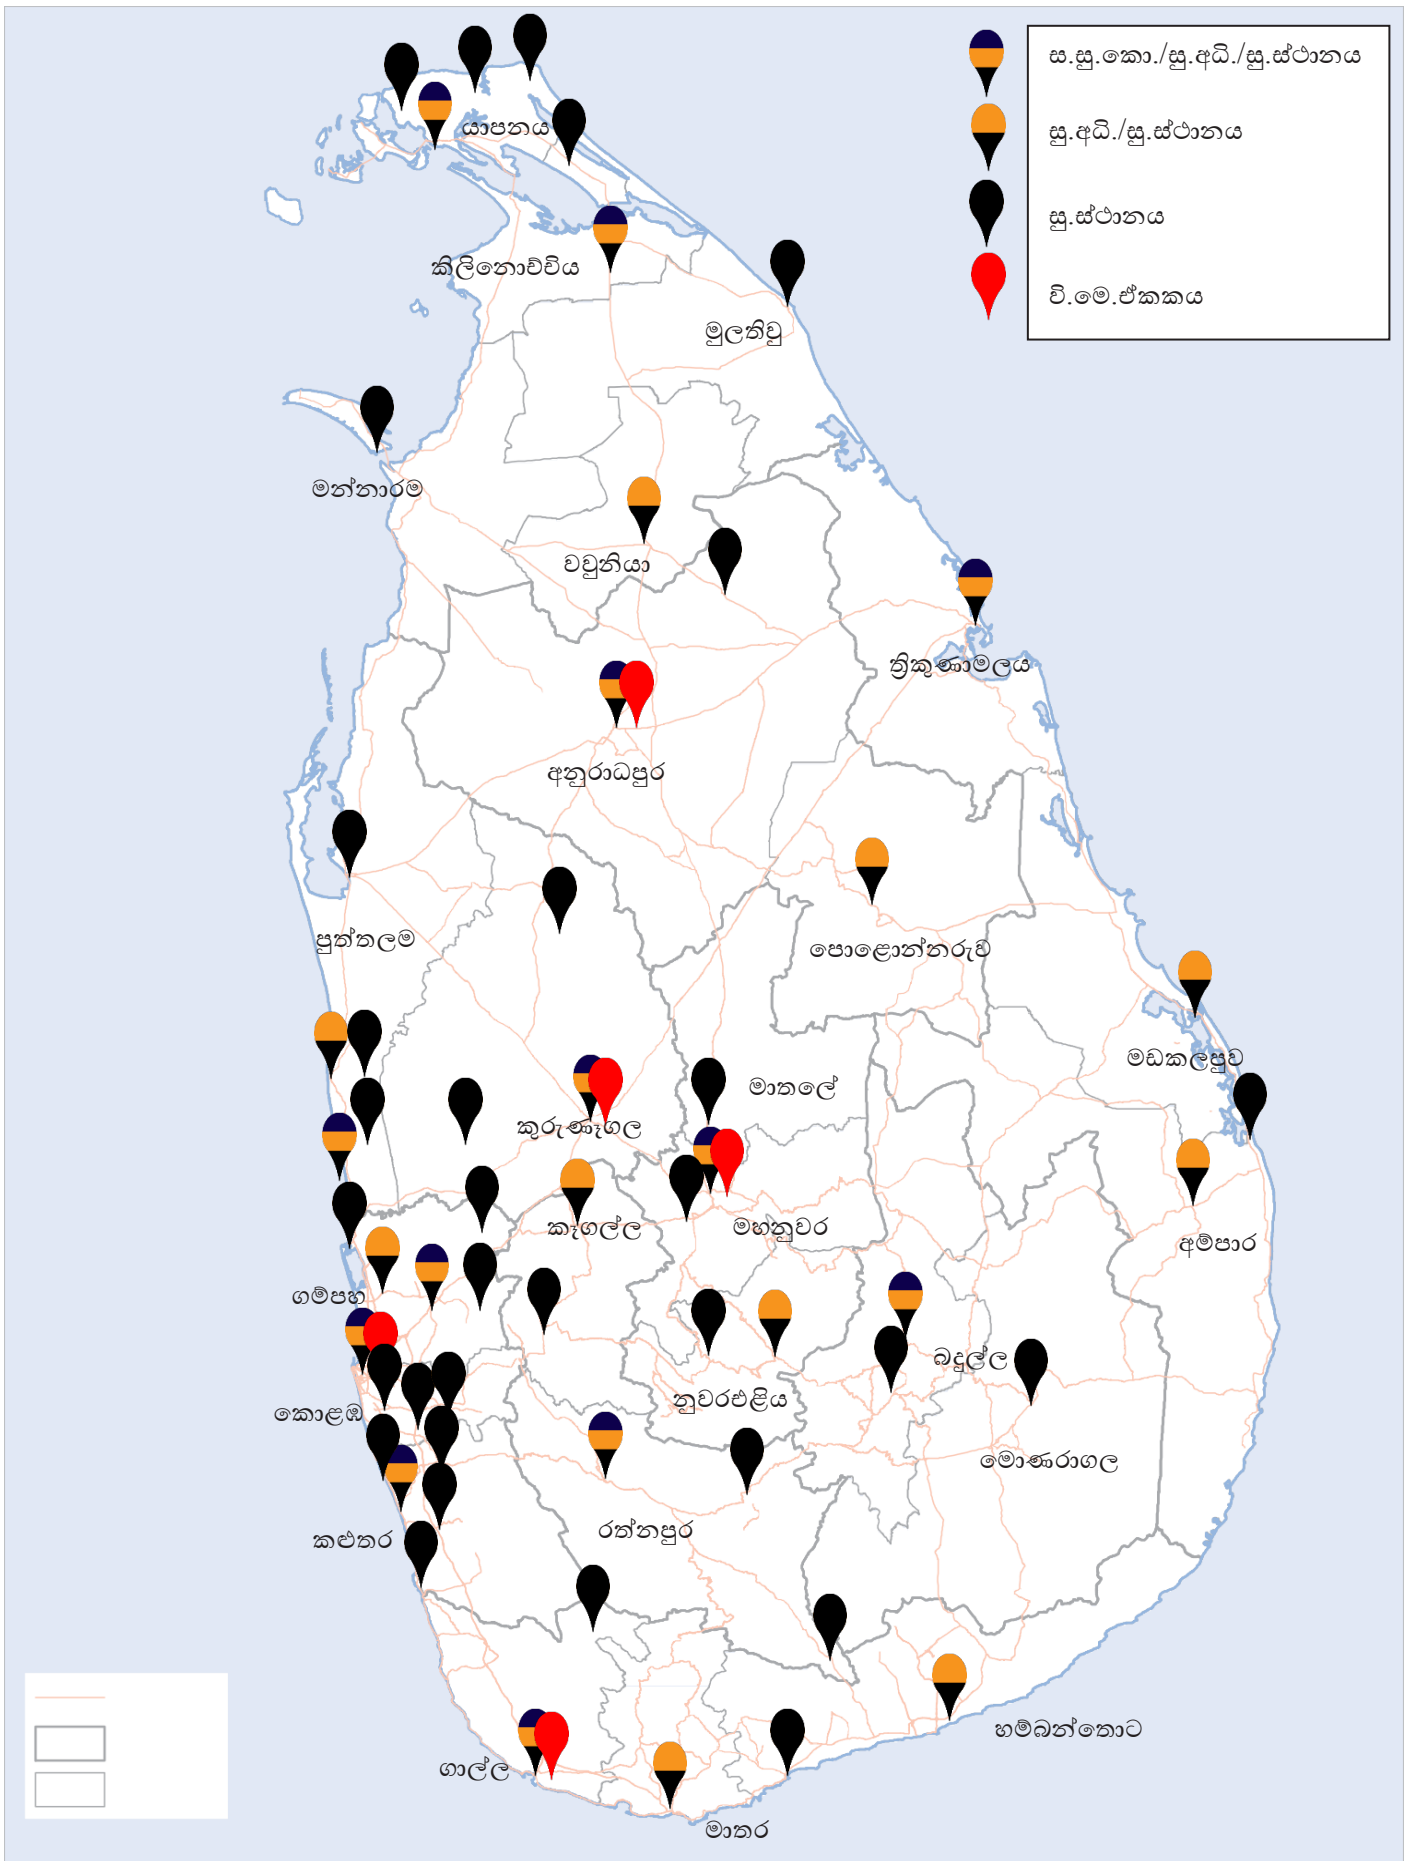 ස.සු.කො./සු.අධි./සු.ස්ථානය
සු.අධි./සු.ස්ථානය
සු.ස්ථානය
වි.මෙ.ඒකකය
යාපනය
කිලිනොච්චිය
මුලතිව්
මන්නාරම
වවුනියා
ත්‍රිකුණාමලය
අනුරාධපුර
පුත්තලම
පොළොන්නරුව
මඩකලපුව
මාතලේ
කුරුණෑගල
කෑගල්ල
මහනුවර
අම්පාර
ගම්පහ
බදුල්ල
නුවරඑළිය
කොළඹ
මොණරාගල
රත්නපුර
කළුතර
හම්බන්තොට
ගාල්ල
මාතර